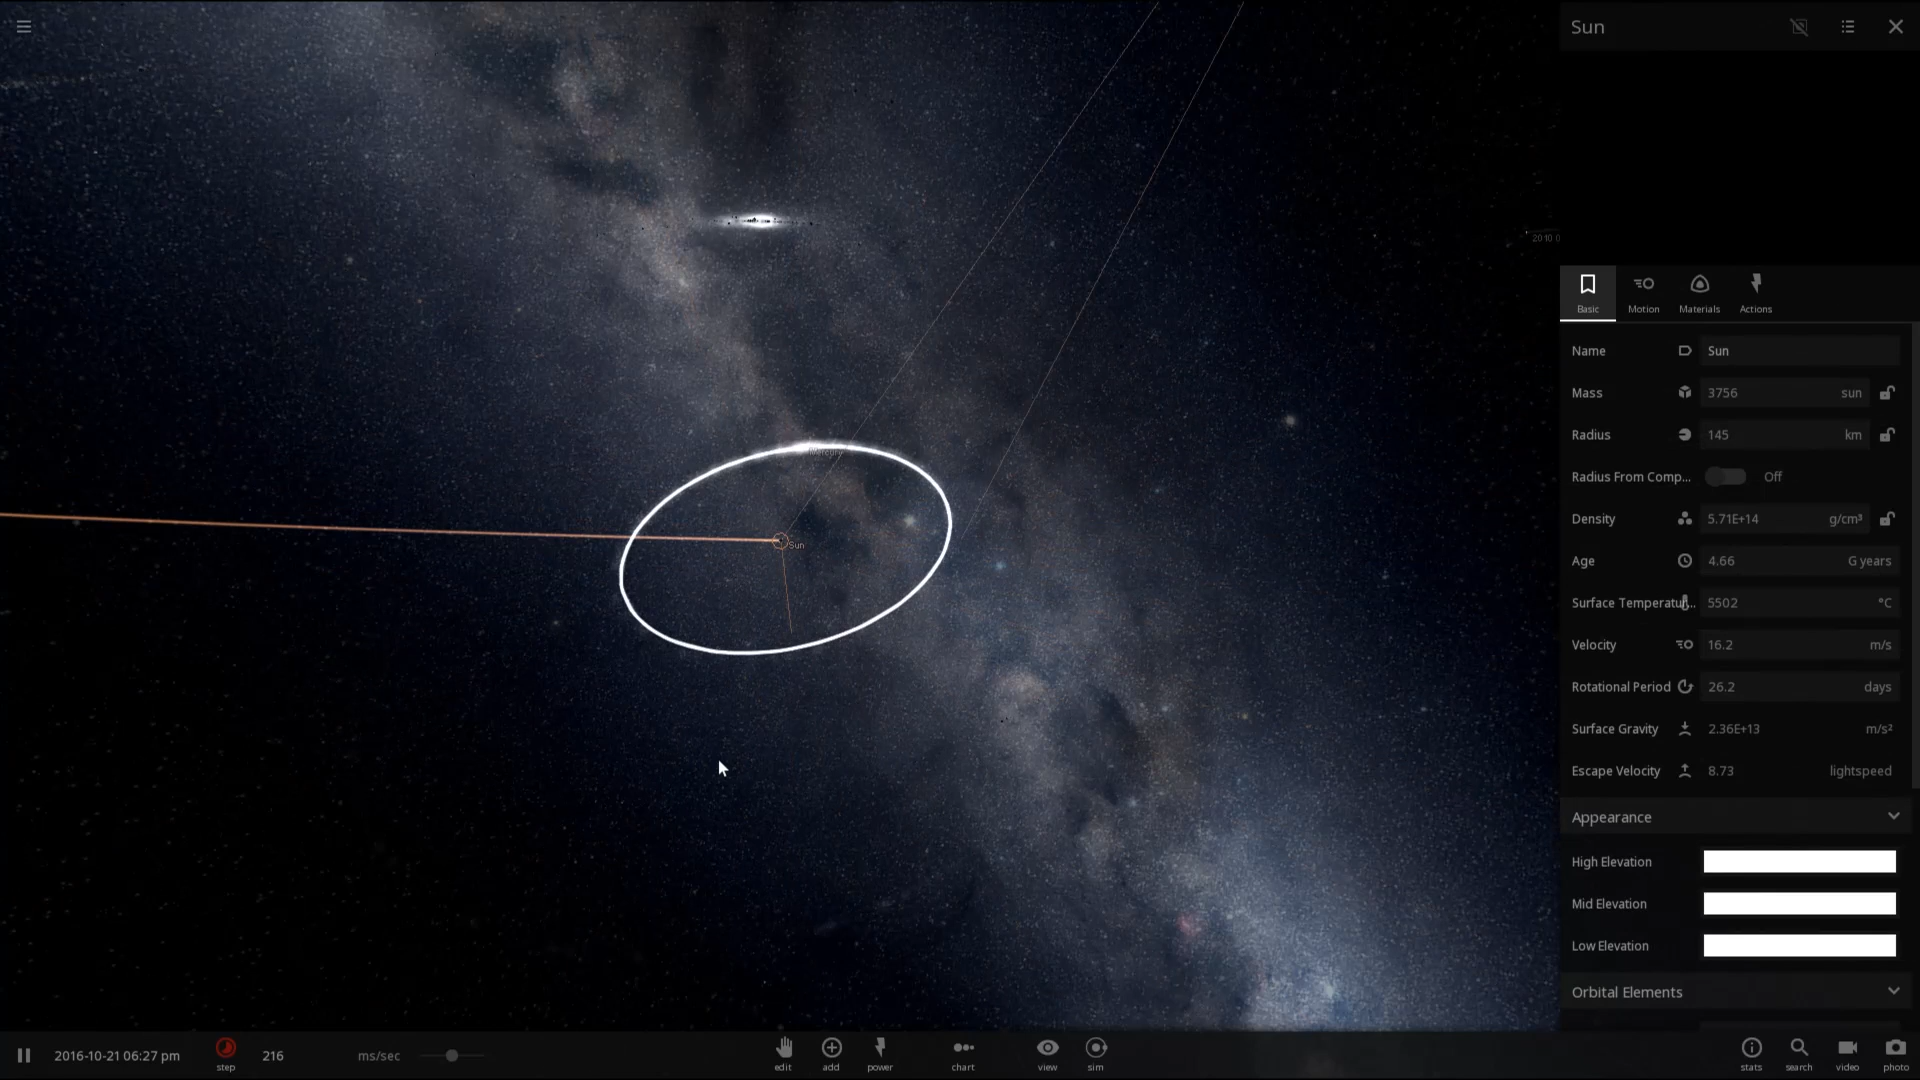 Sun
2010 0
Basic
Motion
Materials
Actions
Name Sun
Mass 3756 sun
Radius 145 km
Radius From Comp... Off
Density 5.71E+14 g/cm³
Age 4.66 G years
Surface Temperatur... 5502 °C
Velocity 16.2 m/s
Rotational Period 26.2 days
Surface Gravity 2.36E+13 m/s²
Escape Velocity 8.73 lightspeed
Appearance
High Elevation
Mid Elevation
Low Elevation
Orbital Elements
Mercury
Sun
2016-10-21 06:27 pm
step
216 ms/sec
edit
add
power
chart
view
sim
stats
search
video
photo